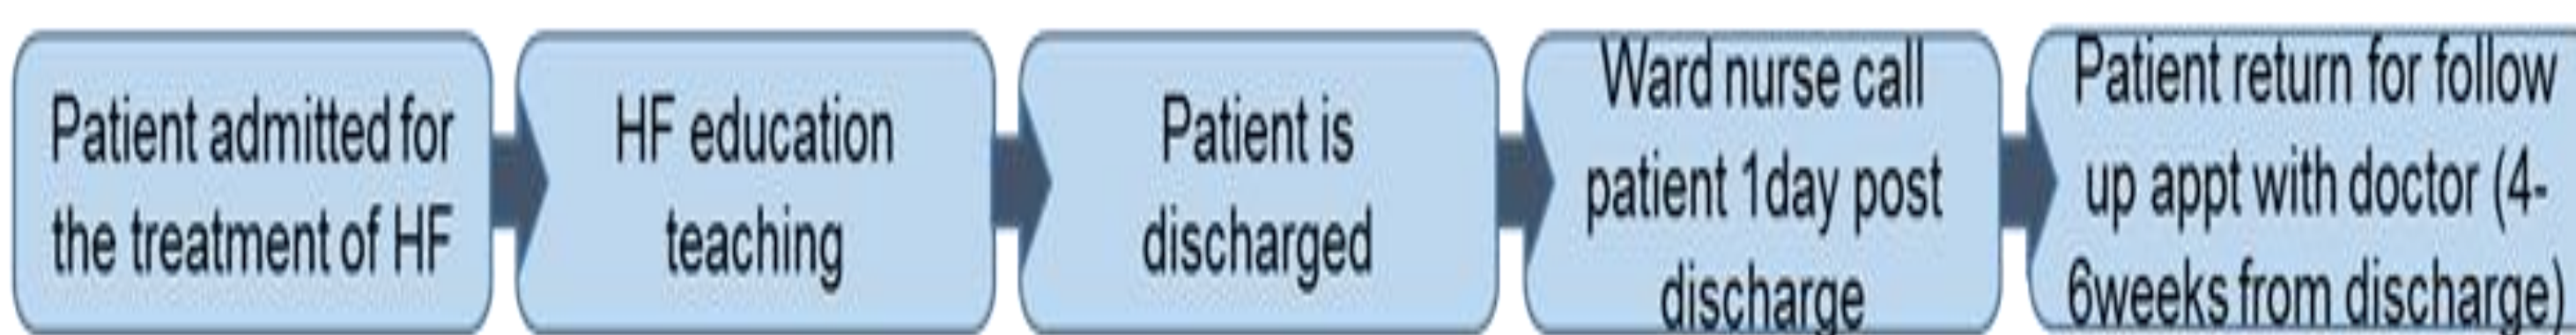 Patient admitted for
the treatment of HF
HF education
teaching
Patient is
discharged
Ward nurse call
patient 1day post
discharge
Patient return for follow
up appt with doctor (4-
6weeks from discharge)